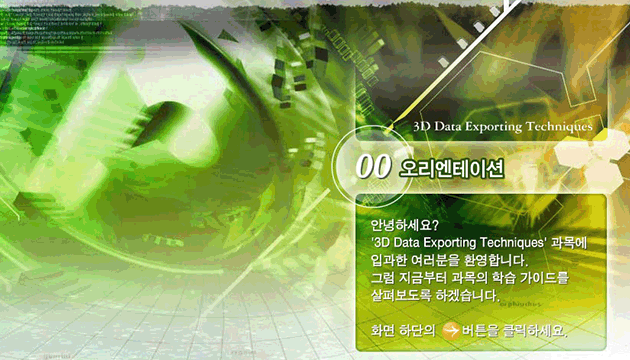 3D Data Exporting Techniques
00 오리엔테이션
안녕하세요?
'3D Data Exporting Techniques' 과목에
입과한 여러분을 환영합니다.
그럼 지금부터 과목의 학습 가이드를
살펴보도록 하겠습니다.
화면 하단의 버튼을 클릭하세요.